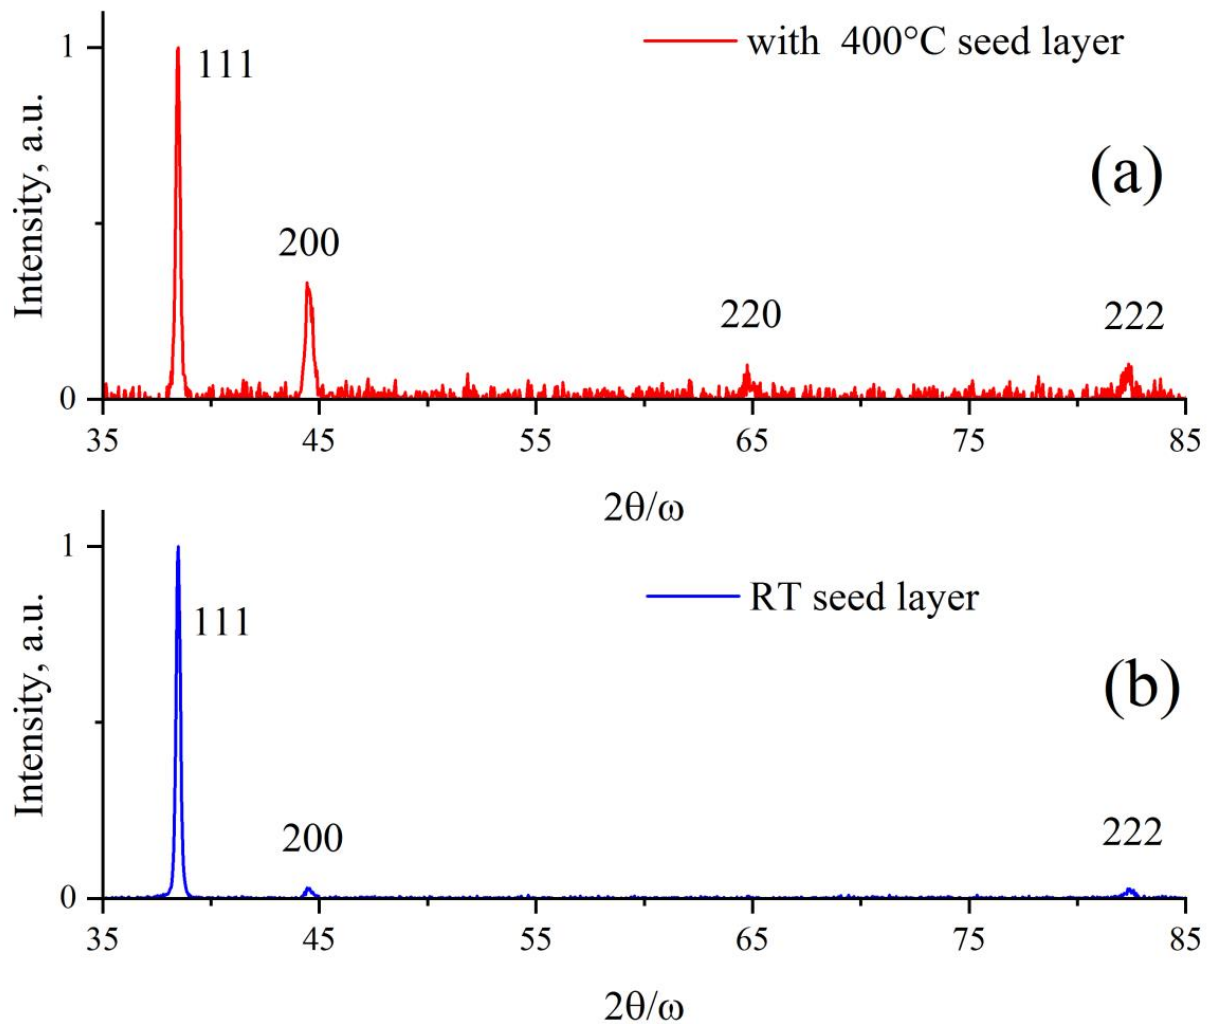 with 400°C seed layer
1
111
Intensity, a.u.
(a)
200
220
222
0
35 45 55 65 75 85
2θ/ω
1
RT seed layer
111
Intensity, a.u.
(b)
200
222
0
35 45 55 65 75 85
2θ/ω